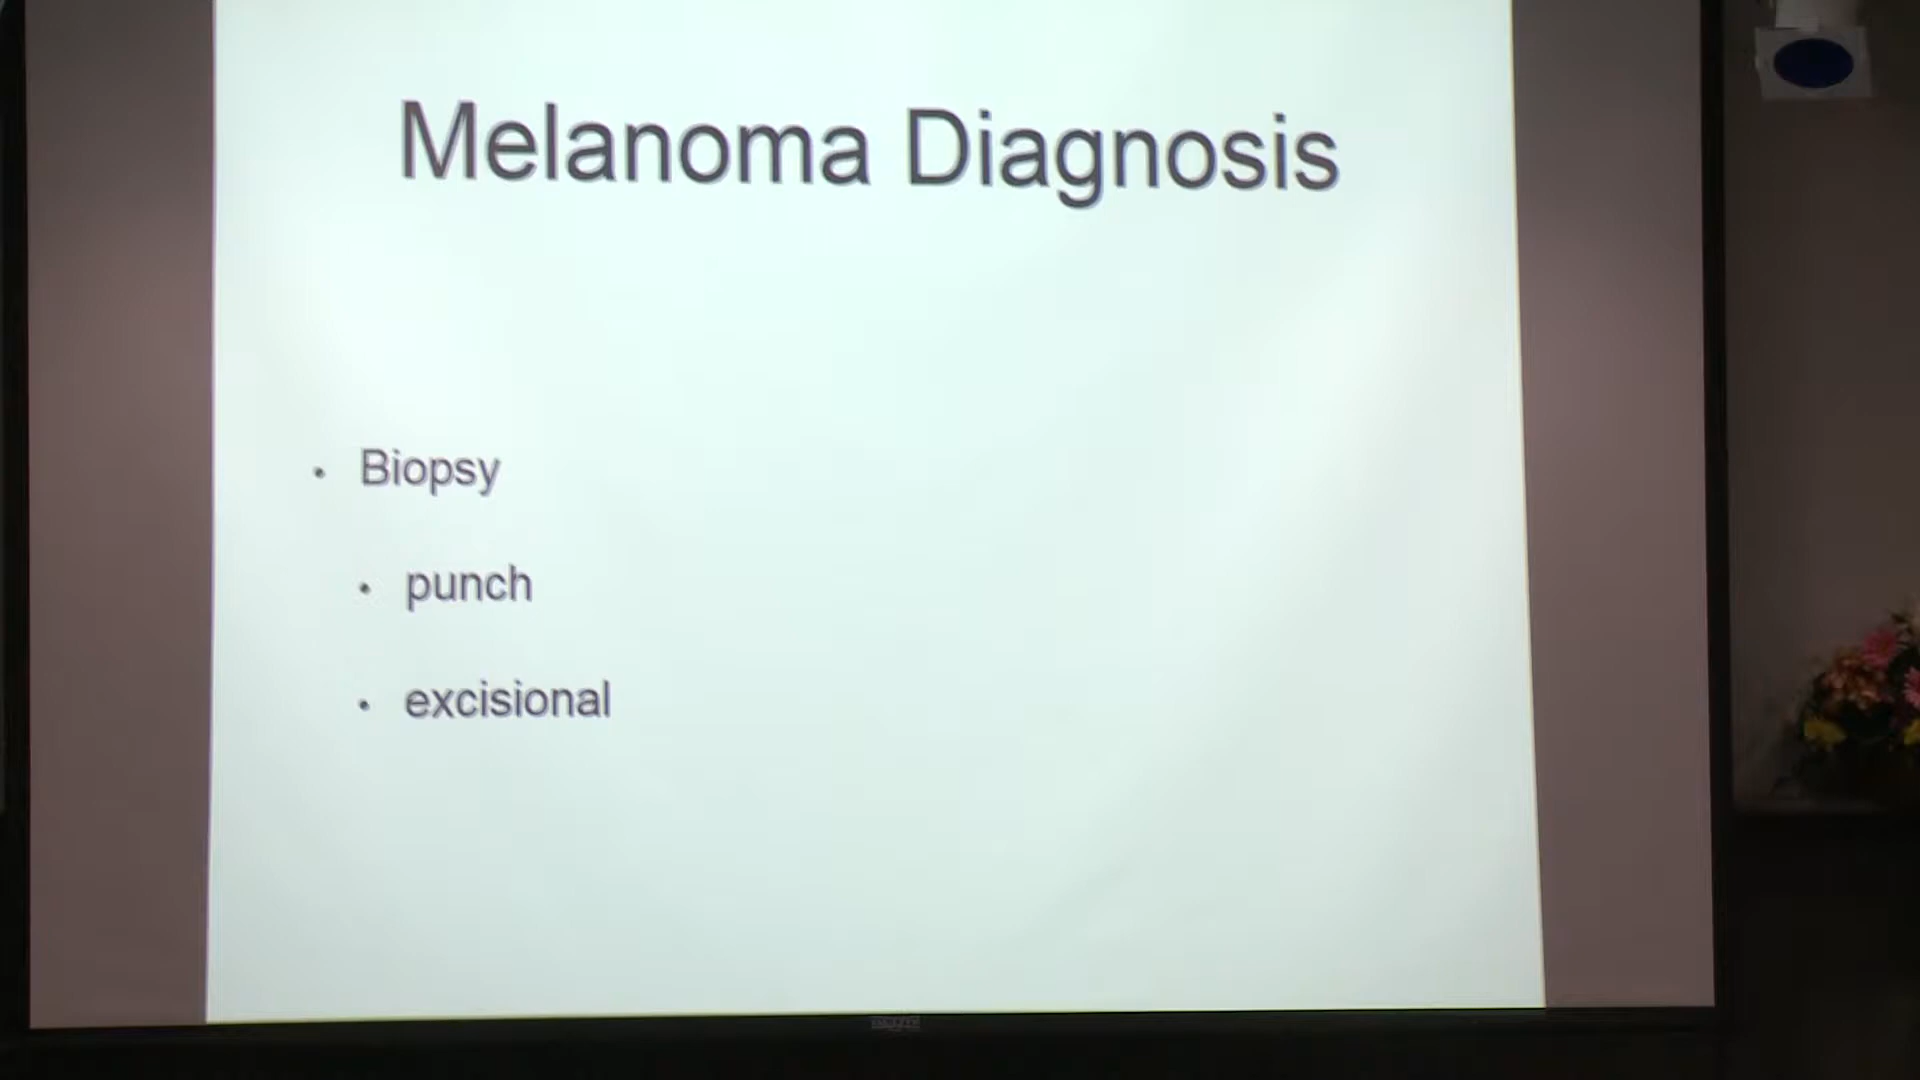 Melanoma Diagnosis
• Biopsy
• punch
• excisional